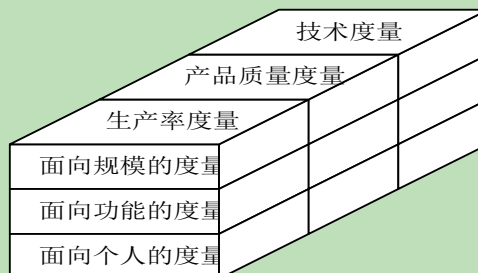 技术度量
产品质量度量
生产率度量
面向规模的度量
面向功能的度量
面向个人的度量